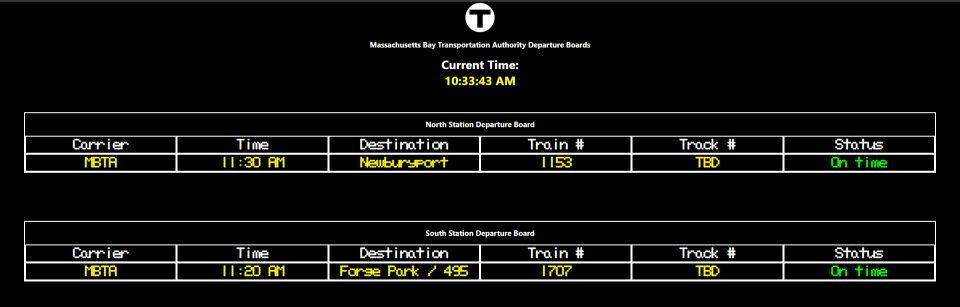 T
Massachusetts Bay Transportation Authority Departure Boards
Current Time:
10:33:43 AM
North Station Departure Board
Carrier Time Destination Train # Track # Status
MBTA 11:30 AM Newburyport 1153 TBD On time
South Station Departure Board
Carrier Time Destination Train # Track # Status
MBTA 11:20 AM Forge Park / 495 1707 TBD On time